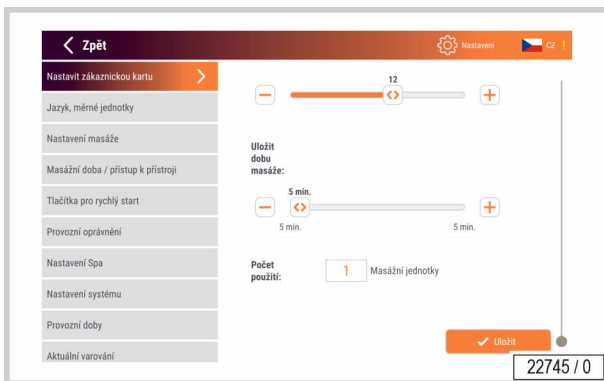 Zpět
Nastavení
CZ !
Nastavit zákaznickou kartu
Jazyk, měrné jednotky
Nastavení masáže
Masážní doba / přístup k přístroji
Tlačítka pro rychlý start
Provozní oprávnění
Nastavení Spa
Nastavení systému
Provozní doby
Aktuální varování
12
Uložit
dobu
masáže:
5 min.
5 min.
5 min.
Počet
použití:
1
Masážní jednotky
Uložit
22745 / 0